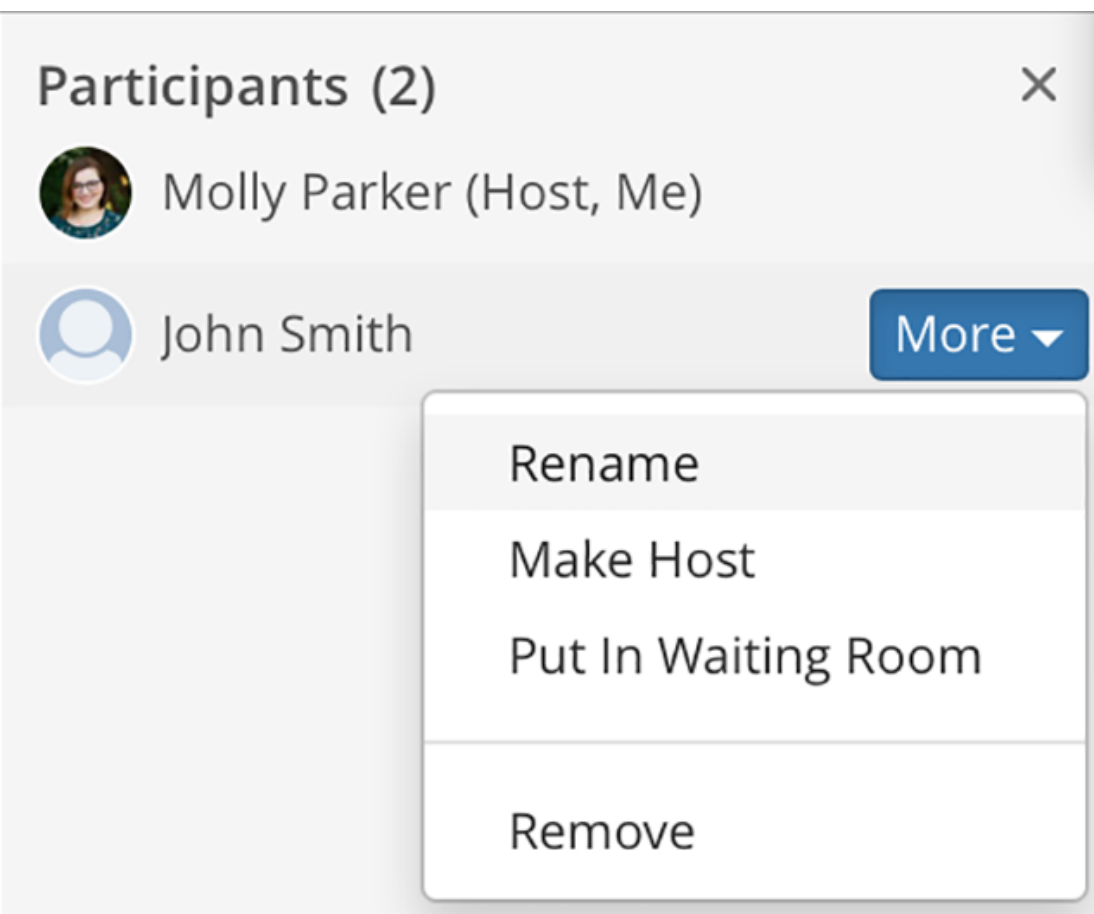 Participants (2)
Molly Parker (Host, Me)
John Smith
More
Rename
Make Host
Put In Waiting Room
Remove